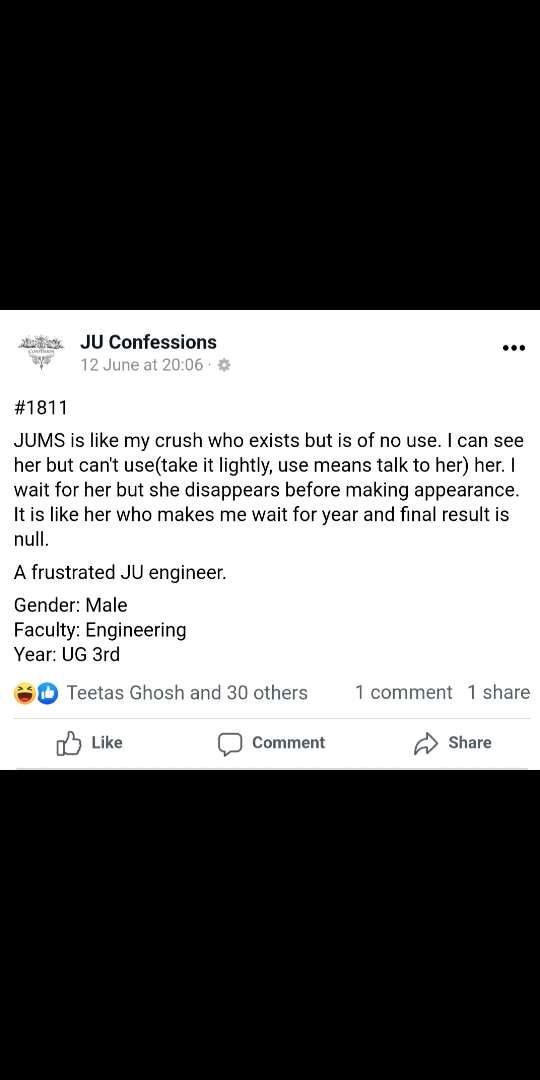 JU Confessions
12 June at 20:06 ·
#1811
JUMS is like my crush who exists but is of no use. I can see
her but can't use(take it lightly, use means talk to her) her. I
wait for her but she disappears before making appearance.
It is like her who makes me wait for year and final result is
null.
A frustrated JU engineer.
Gender: Male
Faculty: Engineering
Year: UG 3rd
Teetas Ghosh and 30 others 1 comment 1 share
Like Comment Share